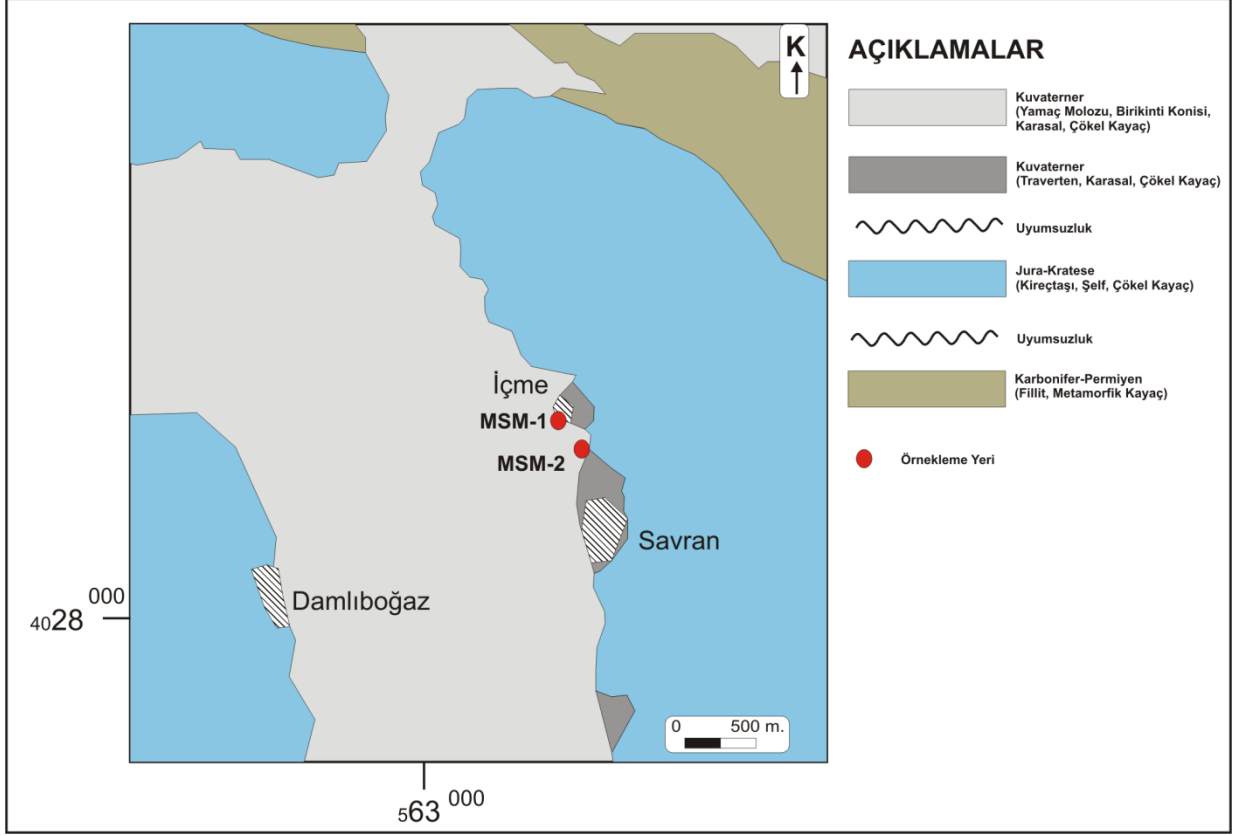 K
İçme
MSM-1
MSM-2
Savran
Damlıboğaz
4028 000
563 000
0 500 m.
AÇIKLAMALAR
Kuvaterner
(Yamaç Molozu, Birikinti Konisi,
Karasal, Çökel Kayaç)
Kuvaterner
(Traverten, Karasal, Çökel Kayaç)
Uyumsuzluk
Jura-Kratese
(Kireçtaşı, Şelf, Çökel Kayaç)
Uyumsuzluk
Karbonifer-Permiyen
(Fillit, Metamorfik Kayaç)
Örnekleme Yeri